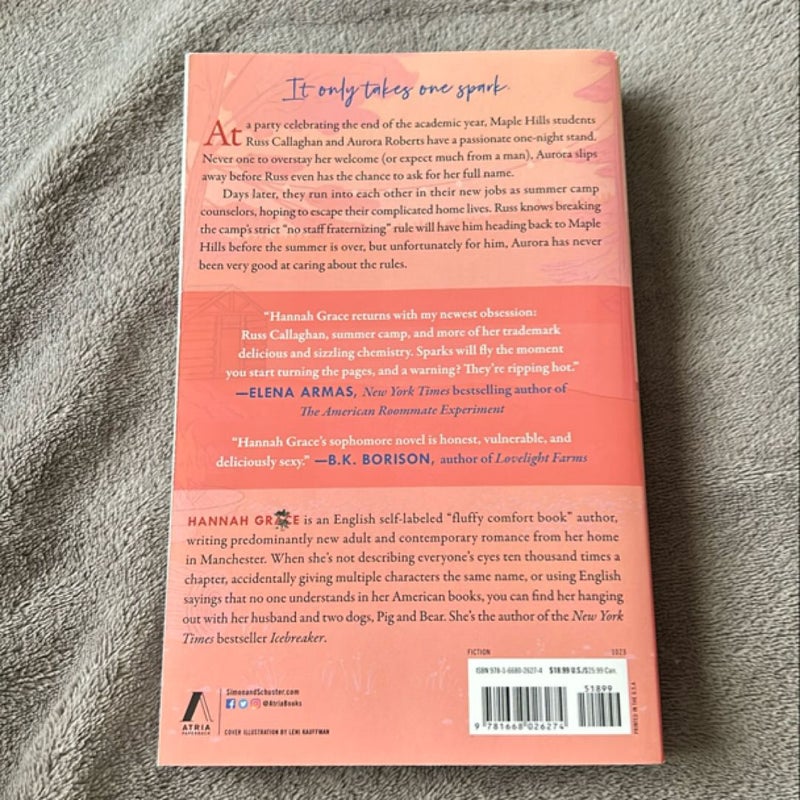 It only takes one spark.
At a party celebrating the end of the academic year, Maple Hills students
Russ Callaghan and Aurora Roberts have a passionate one-night stand.
Never one to overstay her welcome (or expect much from a man), Aurora slips
away before Russ even has the chance to ask for her full name.
Days later, they run into each other in their new jobs as summer camp
counselors, hoping to escape their complicated home lives. Russ knows breaking
the camp's strict "no staff fraternizing" rule will have him heading back to Maple
Hills before the summer is over, but unfortunately for him, Aurora has never
been very good at caring about the rules.
"Hannah Grace returns with my newest obsession:
Russ Callaghan, summer camp, and more of her trademark
delicious and sizzling chemistry. Sparks will fly the moment
you start turning the pages, and a warning? They're ripping hot."
—ELENA ARMAS, New York Times bestselling author of
The American Roommate Experiment
"Hannah Grace's sophomore novel is honest, vulnerable, and
deliciously sexy." —B.K. BORISON, author of Lovelight Farms
HANNAH GRACE is an English self-labeled "fluffy comfort book" author,
writing predominantly new adult and contemporary romance from her home
in Manchester. When she's not describing everyone's eyes ten thousand times a
chapter, accidentally giving multiple characters the same name, or using English
sayings that no one understands in her American books, you can find her hanging
out with her husband and two dogs, Pig and Bear. She's the author of the New York
Times bestseller Icebreaker.
FICTION 1023
ISBN 978-1-6680-2627-4 $18.99 U.S./$25.99 Can.
51899
9 781668 026274
PRINTED IN THE U.S.A.
SimonandSchuster.com
@AtriaBooks
ATRIA
PAPERBACK
COVER ILLUSTRATION BY LENI KAUFFMAN